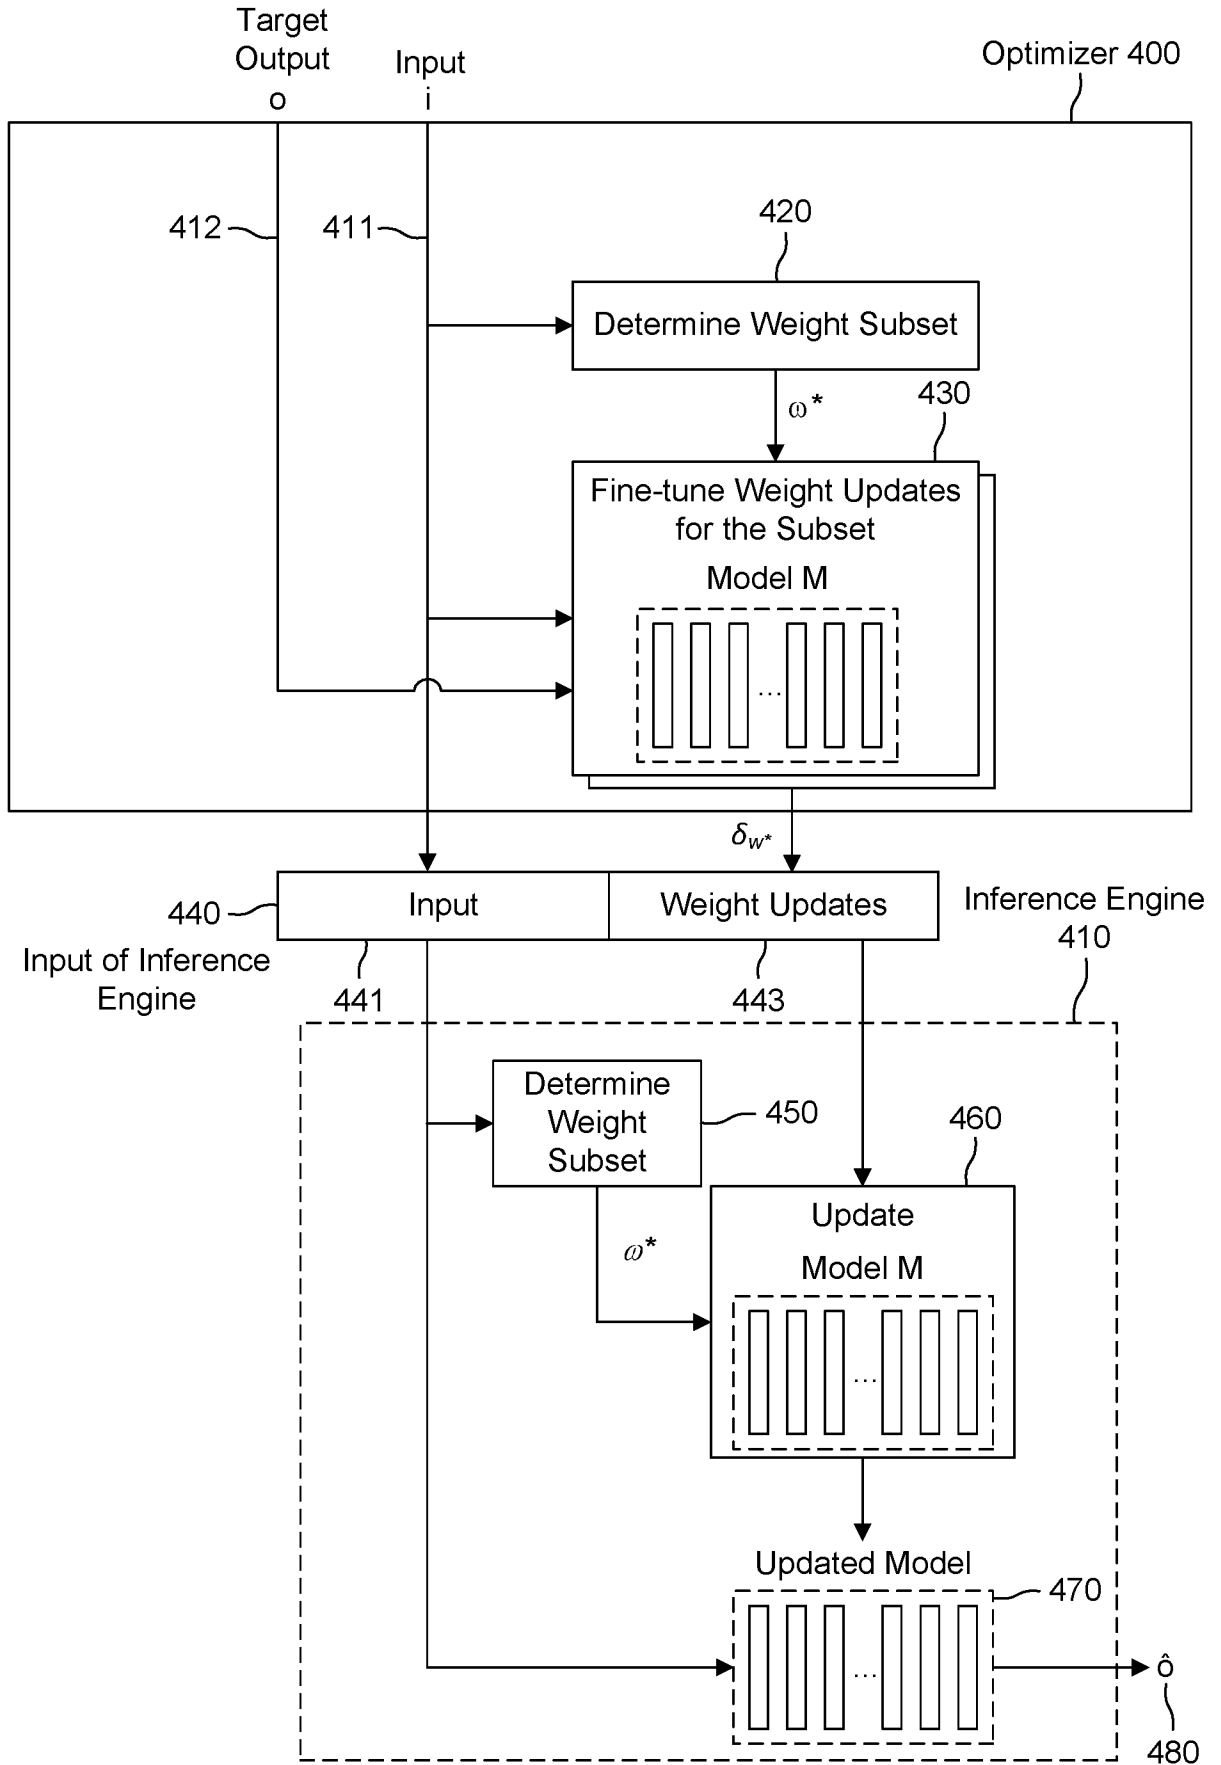 Target
Output
o
Input
i
Optimizer 400
412
411
420
Determine Weight Subset
ω*
430
Fine-tune Weight Updates
for the Subset
Model M
...
δw*
440
Input
Weight Updates
Inference Engine
410
Input of Inference
Engine
441
443
Determine
Weight
Subset
450
460
Update
Model M
...
ω*
Updated Model
470
...
ô
480